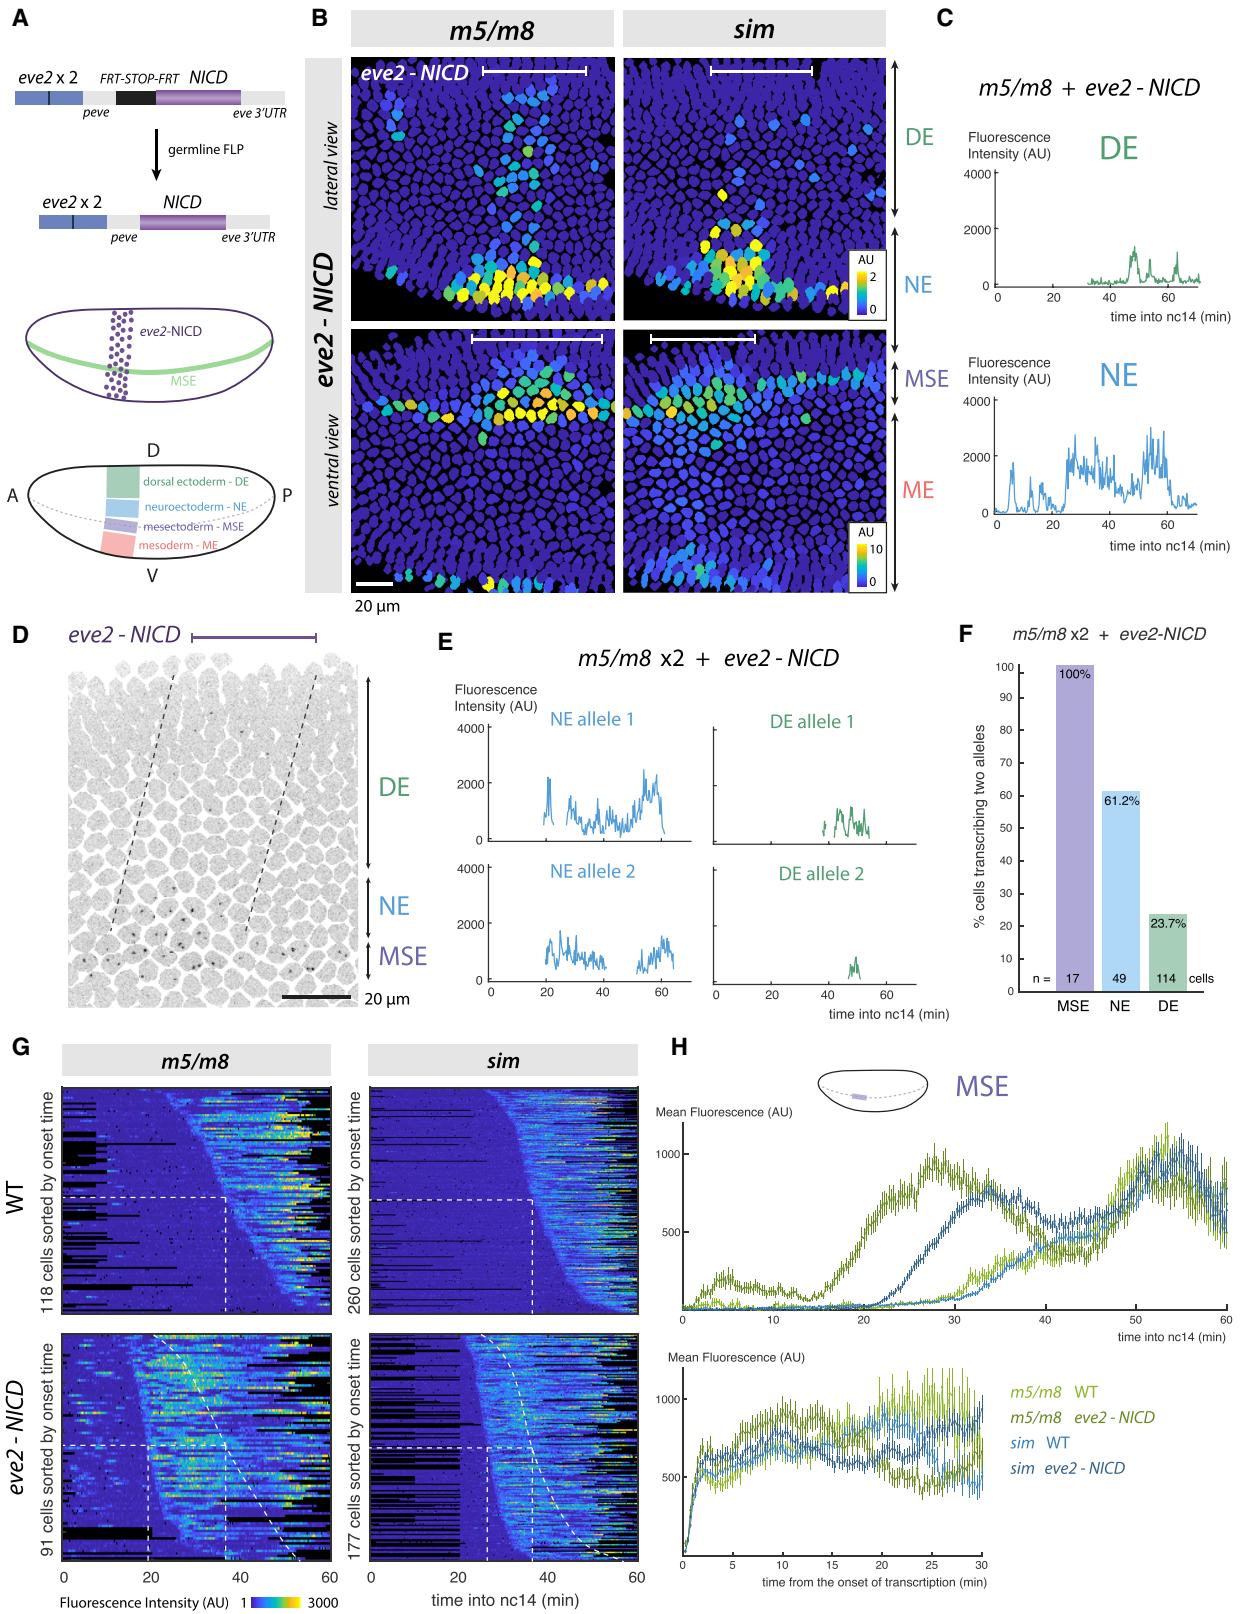 A
eve2 x 2
FRT-STOP-FRT
NICD
peve
eve 3'UTR
germline FLP
eve2 x 2
NICD
peve
eve 3'UTR
eve2-NICD
MSE
D
A
P
dorsal ectoderm - DE
neuroectoderm - NE
mesectoderm - MSE
mesoderm - ME
V
B
m5/m8
sim
eve2 - NICD
lateral view
ventral view
eve2 - NICD
AU
2
0
AU
10
0
20 µm
DE
NE
MSE
ME
C
m5/m8 + eve2 - NICD
Fluorescence
Intensity (AU)
DE
4000
2000
0
0 20 40 60
time into nc14 (min)
Fluorescence
Intensity (AU)
NE
4000
2000
0
0 20 40 60
time into nc14 (min)
D
eve2 - NICD
DE
NE
MSE
20 µm
E
m5/m8 x2 + eve2 - NICD
Fluorescence
Intensity (AU)
NE allele 1
DE allele 1
4000
2000
0
NE allele 2
DE allele 2
4000
2000
0
0 20 40 60
0 20 40 60
time into nc14 (min)
F
m5/m8 x2 + eve2-NICD
% cells transcribing two alleles
100
90
80
70
60
50
40
30
20
10
0
100%
61.2%
23.7%
n = 17 49 114 cells
MSE NE DE
G
m5/m8
sim
WT
118 cells sorted by onset time
260 cells sorted by onset time
eve2 - NICD
91 cells sorted by onset time
177 cells sorted by onset time
0 20 40 60
0 20 40 60
Fluorescence Intensity (AU) 1 3000
time into nc14 (min)
H
MSE
Mean Fluorescence (AU)
1000
500
0 10 20 30 40 50 60
time into nc14 (min)
Mean Fluorescence (AU)
1000
500
0 5 10 15 20 25 30
time from the onset of transcrtiption (min)
m5/m8 WT
m5/m8 eve2 - NICD
sim WT
sim eve2 - NICD